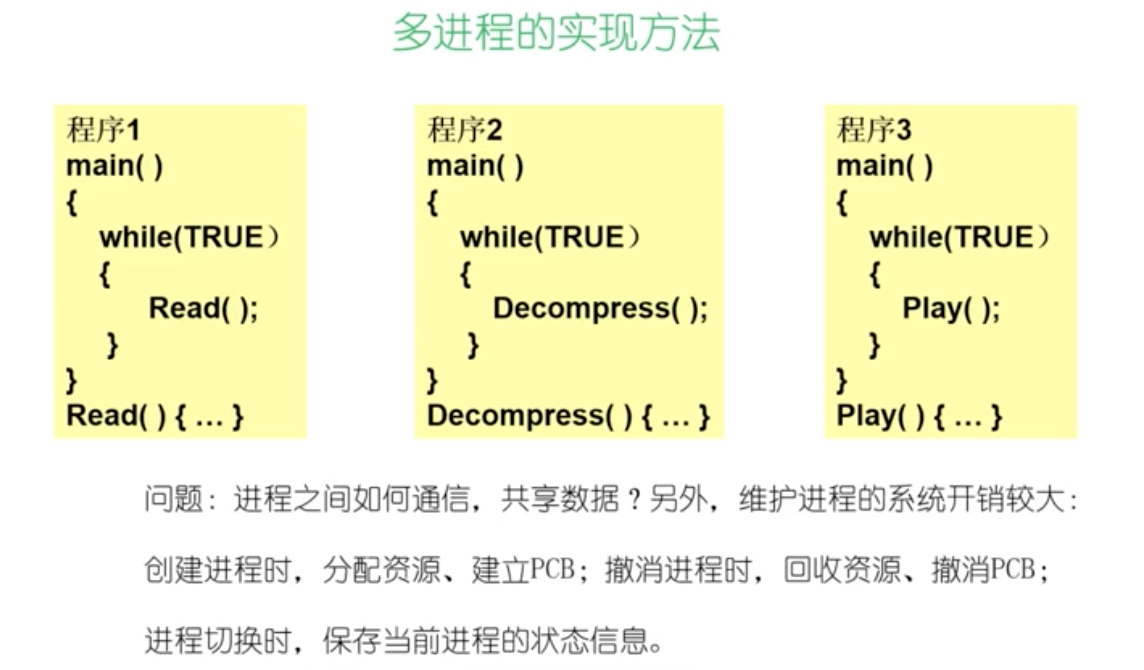 多进程的实现方法
程序1
main( )
{
while(TRUE）
{
Read( );
}
}
Read( ) { … }
程序2
main( )
{
while(TRUE）
{
Decompress( );
}
}
Decompress( ) { … }
程序3
main( )
{
while(TRUE）
{
Play( );
}
}
Play( ) { … }
问题：进程之间如何通信，共享数据？另外，维护进程的系统开销较大：
创建进程时，分配资源、建立PCB；撤消进程时，回收资源、撤消PCB；
进程切换时，保存当前进程的状态信息。